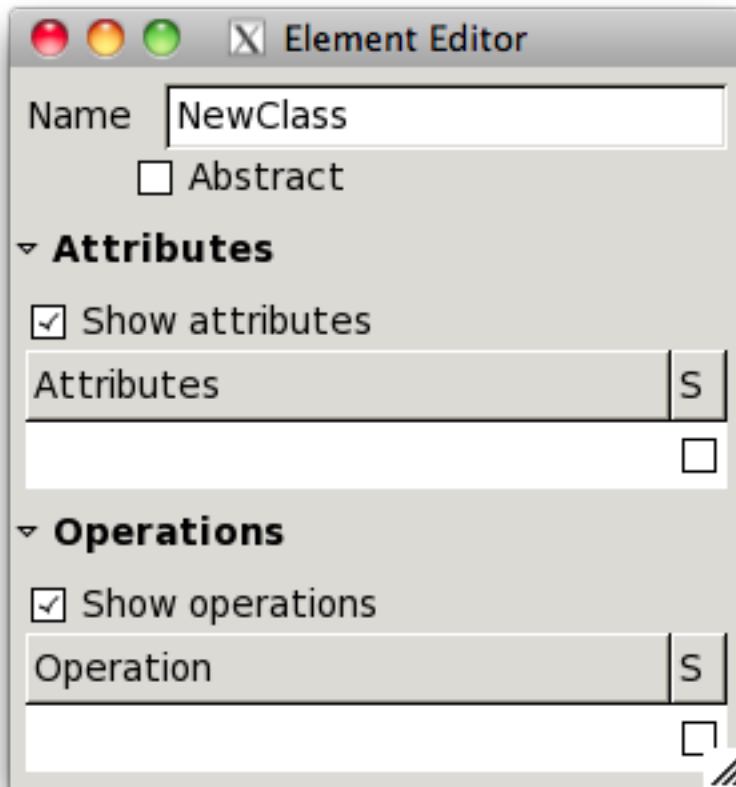 Element Editor
Name NewClass
Abstract
Attributes
Show attributes
Attributes S
Operations
Show operations
Operation S